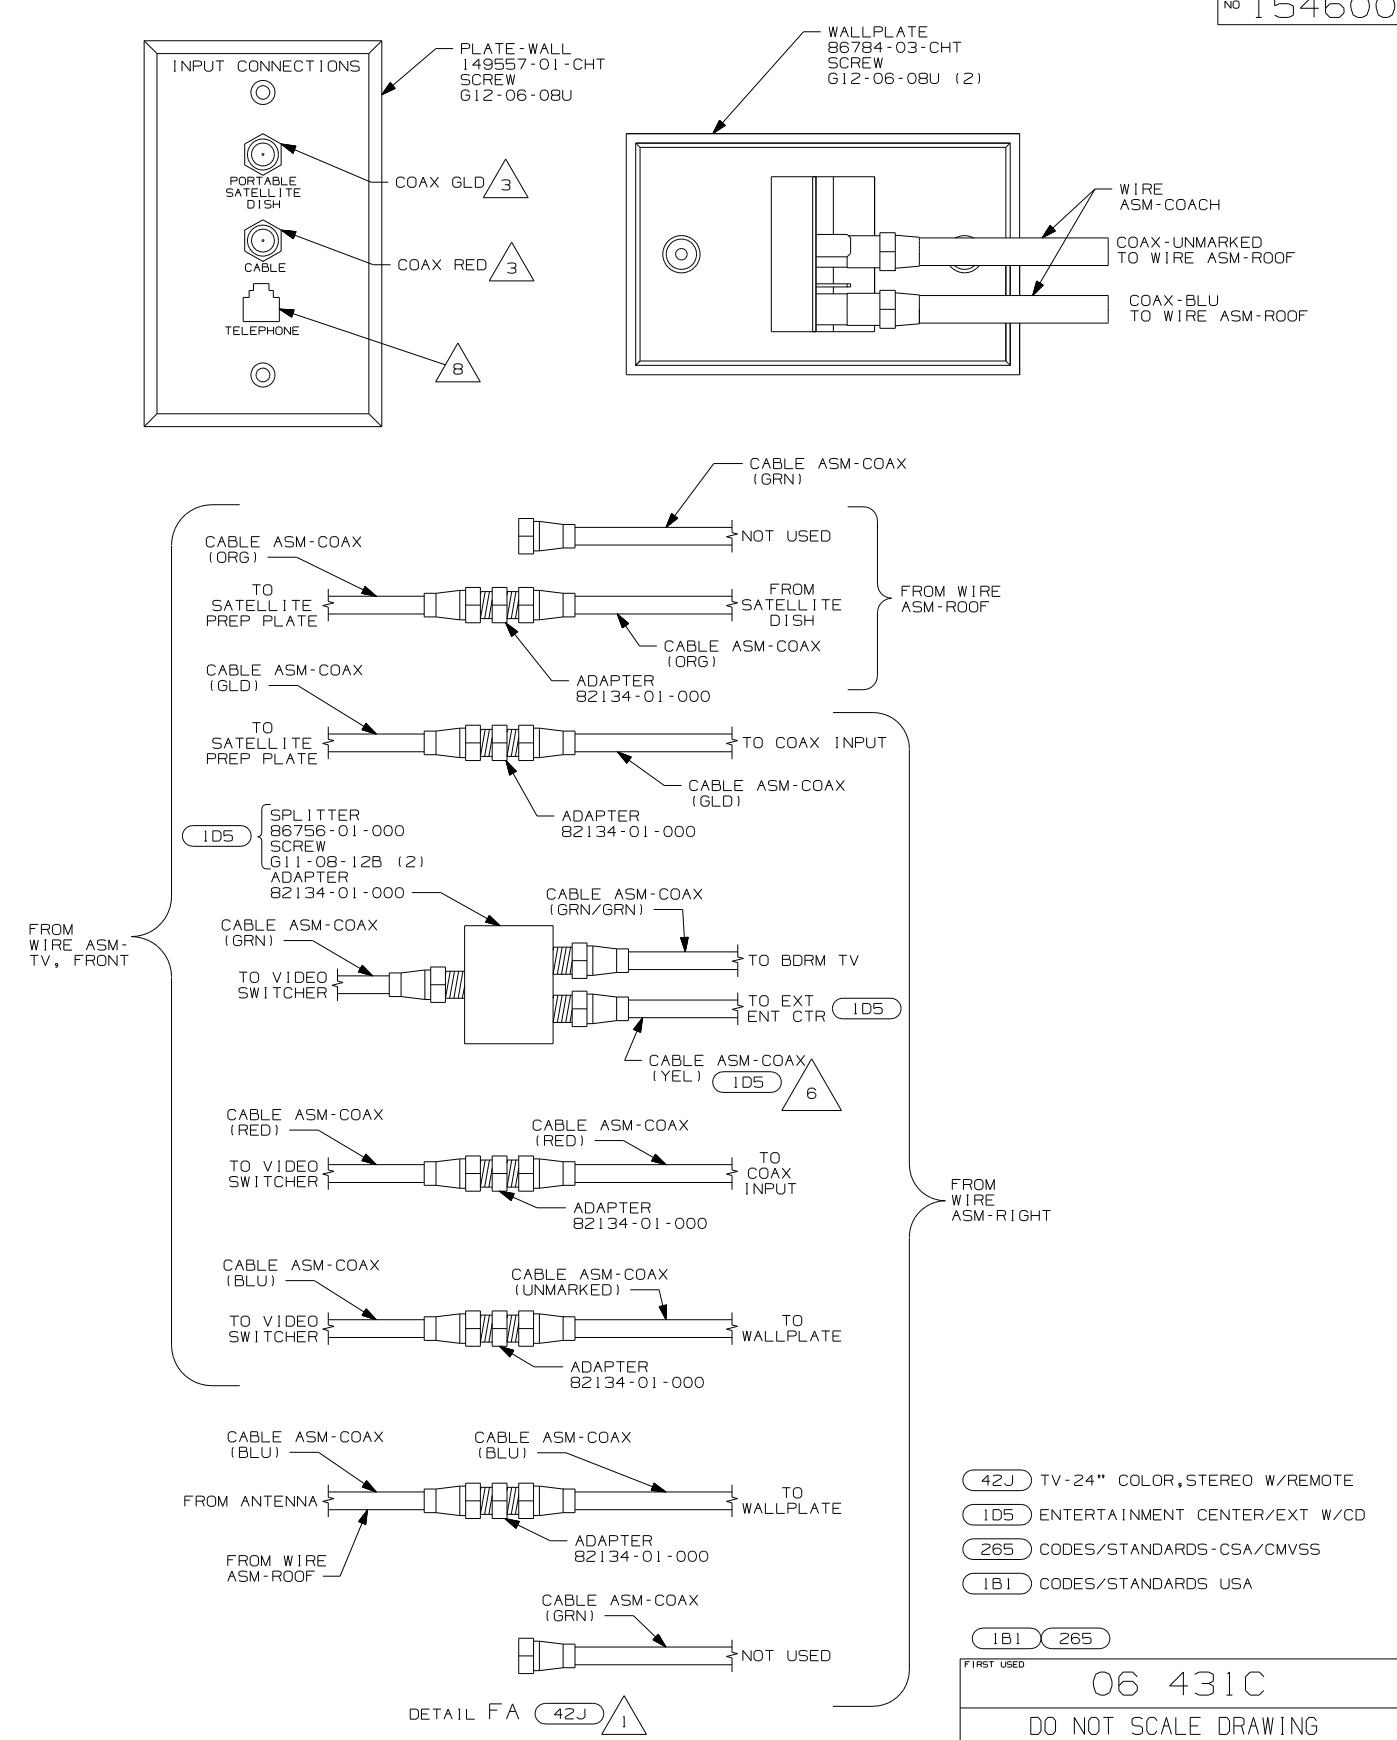 NO 154600
INPUT CONNECTIONS
PORTABLE
SATELLITE
DISH
CABLE
TELEPHONE
PLATE-WALL
149557-01-CHT
SCREW
G12-06-08U
COAX GLD 3
COAX RED 3
8
WALLPLATE
86784-03-CHT
SCREW
G12-06-08U (2)
WIRE
ASM-COACH
COAX-UNMARKED
TO WIRE ASM-ROOF
COAX-BLU
TO WIRE ASM-ROOF
CABLE ASM-COAX
(GRN)
NOT USED
CABLE ASM-COAX
(ORG)
TO
SATELLITE
PREP PLATE
FROM
SATELLITE
DISH
CABLE ASM-COAX
(ORG)
ADAPTER
82134-01-000
FROM WIRE
ASM-ROOF
CABLE ASM-COAX
(GLD)
TO
SATELLITE
PREP PLATE
TO COAX INPUT
CABLE ASM-COAX
(GLD)
ADAPTER
82134-01-000
1D5
SPLITTER
86756-01-000
SCREW
G11-08-12B (2)
ADAPTER
82134-01-000
CABLE ASM-COAX
(GRN/GRN)
CABLE ASM-COAX
(GRN)
TO VIDEO
SWITCHER
TO BDRM TV
TO EXT
ENT CTR 1D5
CABLE ASM-COAX
(YEL) 1D5 6
FROM
WIRE ASM-
TV, FRONT
CABLE ASM-COAX
(RED)
TO VIDEO
SWITCHER
CABLE ASM-COAX
(RED)
TO
COAX
INPUT
ADAPTER
82134-01-000
FROM
WIRE
ASM-RIGHT
CABLE ASM-COAX
(BLU)
TO VIDEO
SWITCHER
CABLE ASM-COAX
(UNMARKED)
TO
WALLPLATE
ADAPTER
82134-01-000
CABLE ASM-COAX
(BLU)
FROM ANTENNA
FROM WIRE
ASM-ROOF
CABLE ASM-COAX
(BLU)
TO
WALLPLATE
ADAPTER
82134-01-000
CABLE ASM-COAX
(GRN)
NOT USED
DETAIL FA 42J 1
42J TV-24" COLOR,STEREO W/REMOTE
1D5 ENTERTAINMENT CENTER/EXT W/CD
265 CODES/STANDARDS-CSA/CMVSS
1B1 CODES/STANDARDS USA
1B1 265
FIRST USED
06 431C
DO NOT SCALE DRAWING